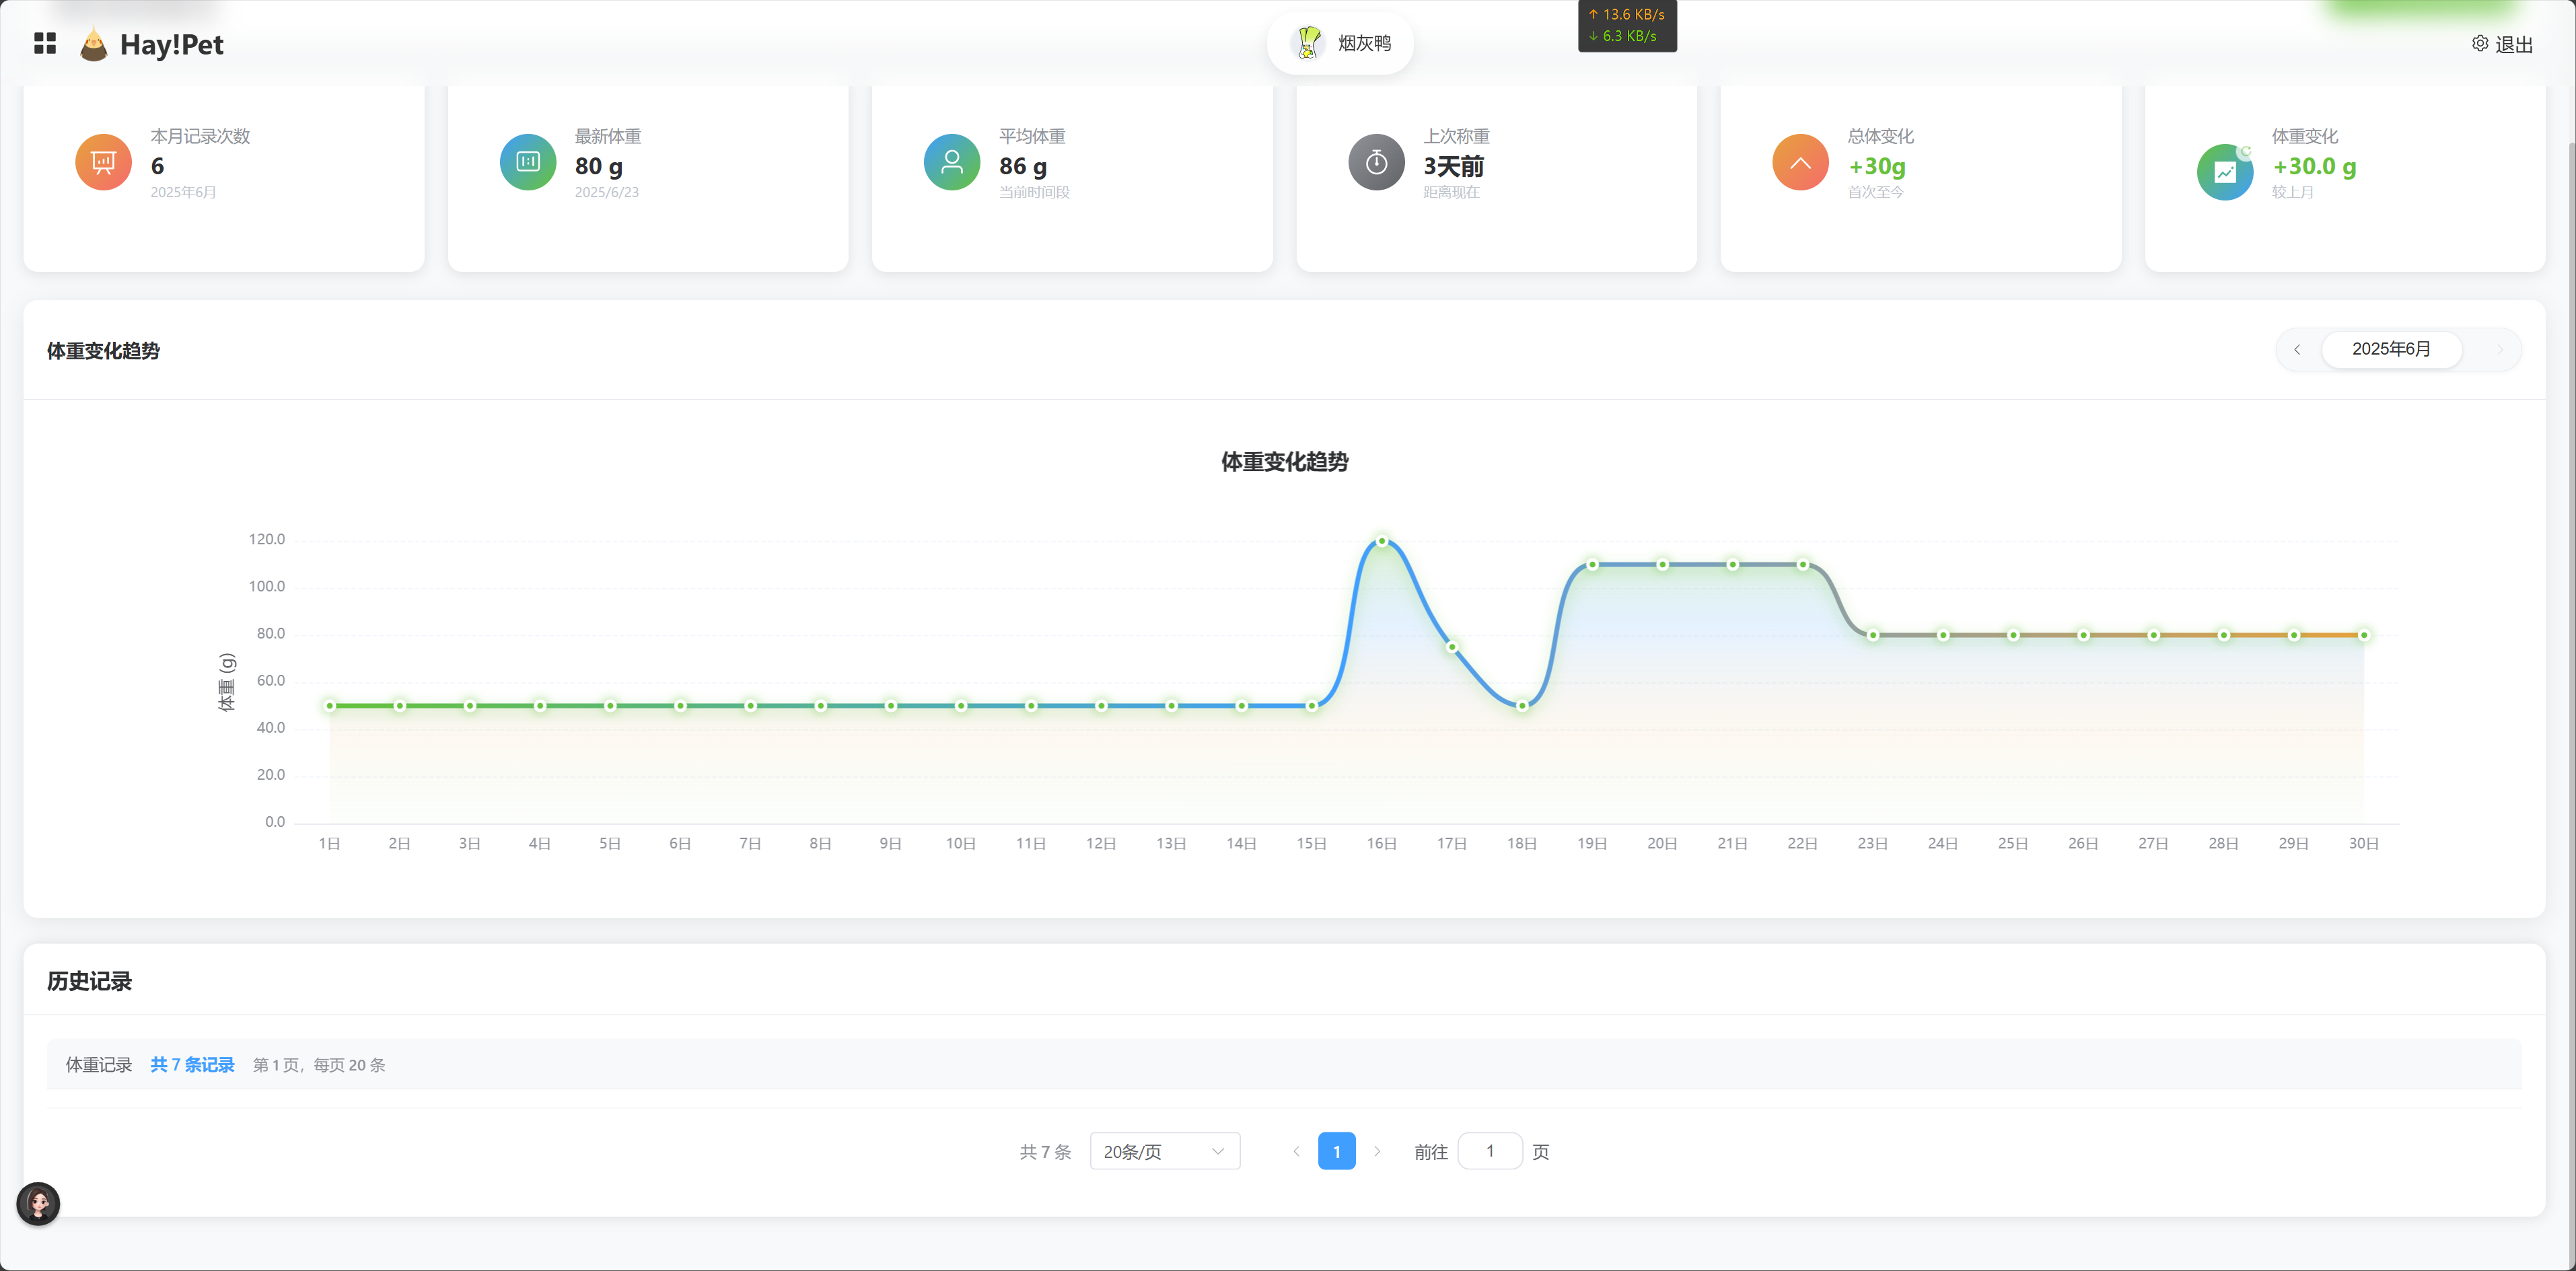 Hay!Pet
烟灰鸭
↑ 13.6 KB/s
↓ 6.3 KB/s
退出
本月记录次数
6
2025年6月
最新体重
80 g
2025/6/23
平均体重
86 g
当前时间段
上次称重
3天前
距离现在
总体变化
+30g
首次至今
体重变化
+30.0 g
较上月
体重变化趋势
2025年6月
体重变化趋势
体重 (g)
120.0
100.0
80.0
60.0
40.0
20.0
0.0
1日 2日 3日 4日 5日 6日 7日 8日 9日 10日 11日 12日 13日 14日 15日 16日 17日 18日 19日 20日 21日 22日 23日 24日 25日 26日 27日 28日 29日 30日
历史记录
体重记录 共 7 条记录 第 1 页，每页 20 条
共 7 条 20条/页 1 前往 1 页